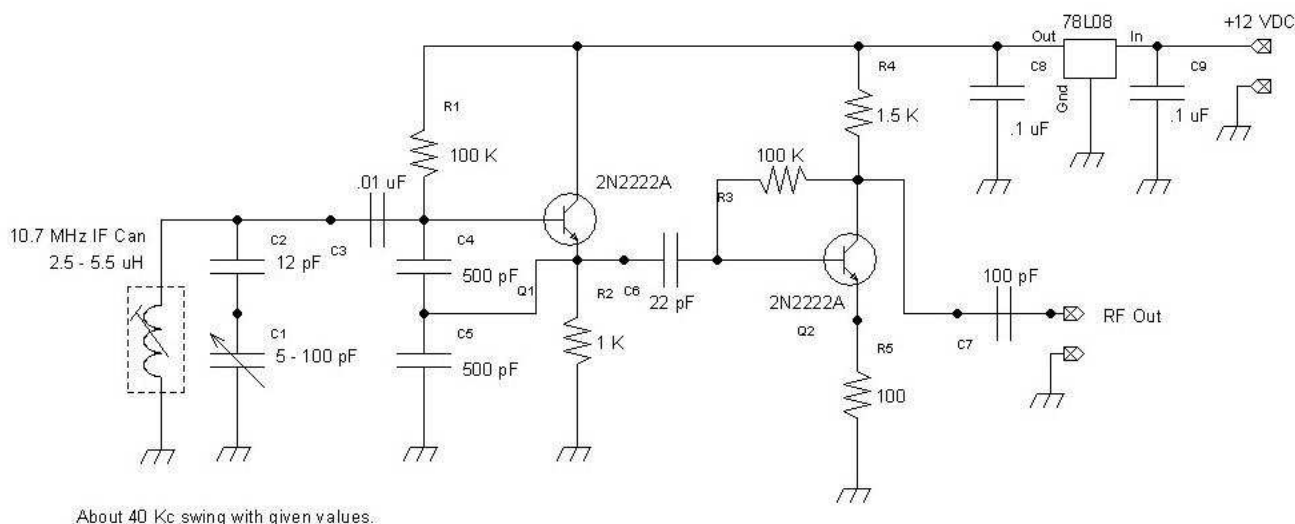 78L08
+12 VDC
Out
In
R4
C8
C9
Gnd
R1
1.5 K
.1 uF
.1 uF
100 K
100 K
.01 uF
2N2222A
R3
10.7 MHz IF Can
2.5 - 5.5 uH
C2
C3
C4
12 pF
500 pF
Q1
R2
C6
22 pF
2N2222A
100 pF
Q2
C1
5 - 100 pF
C5
500 pF
1 K
R5
C7
RF Out
100
About 40 Kc swing with given values.